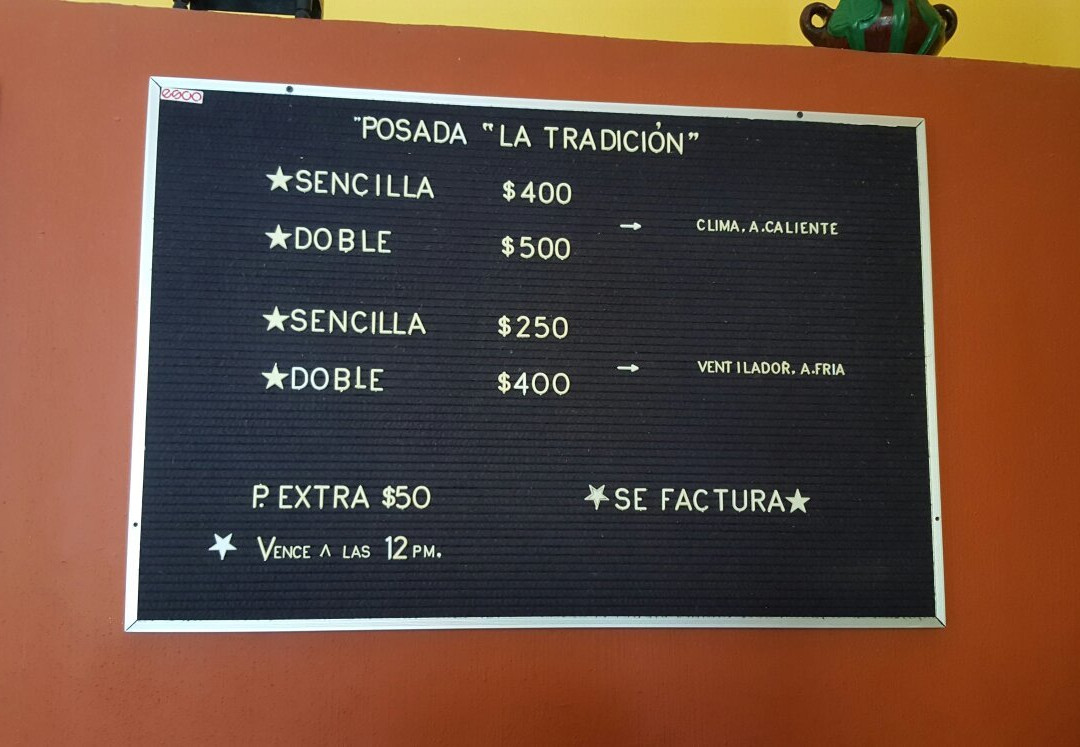 "POSADA "LA TRADICIÓN"
★SENCILLA $400
→ CLIMA, A.CALIENTE
★DOBLE $500
★SENCILLA $250
→ VENTILADOR, A.FRIA
★DOBLE $400
P. EXTRA $50 ★SE FACTURA★
★ VENCE A LAS 12 PM.